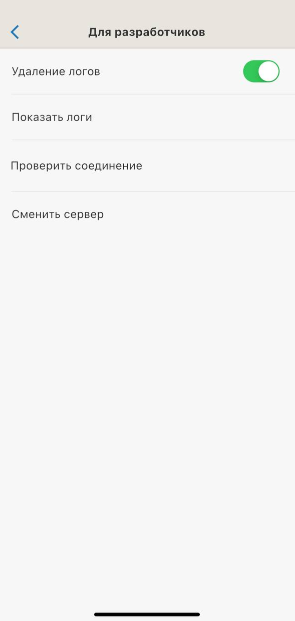 Для разработчиков
Удаление логов
Показать логи
Проверить соединение
Сменить сервер